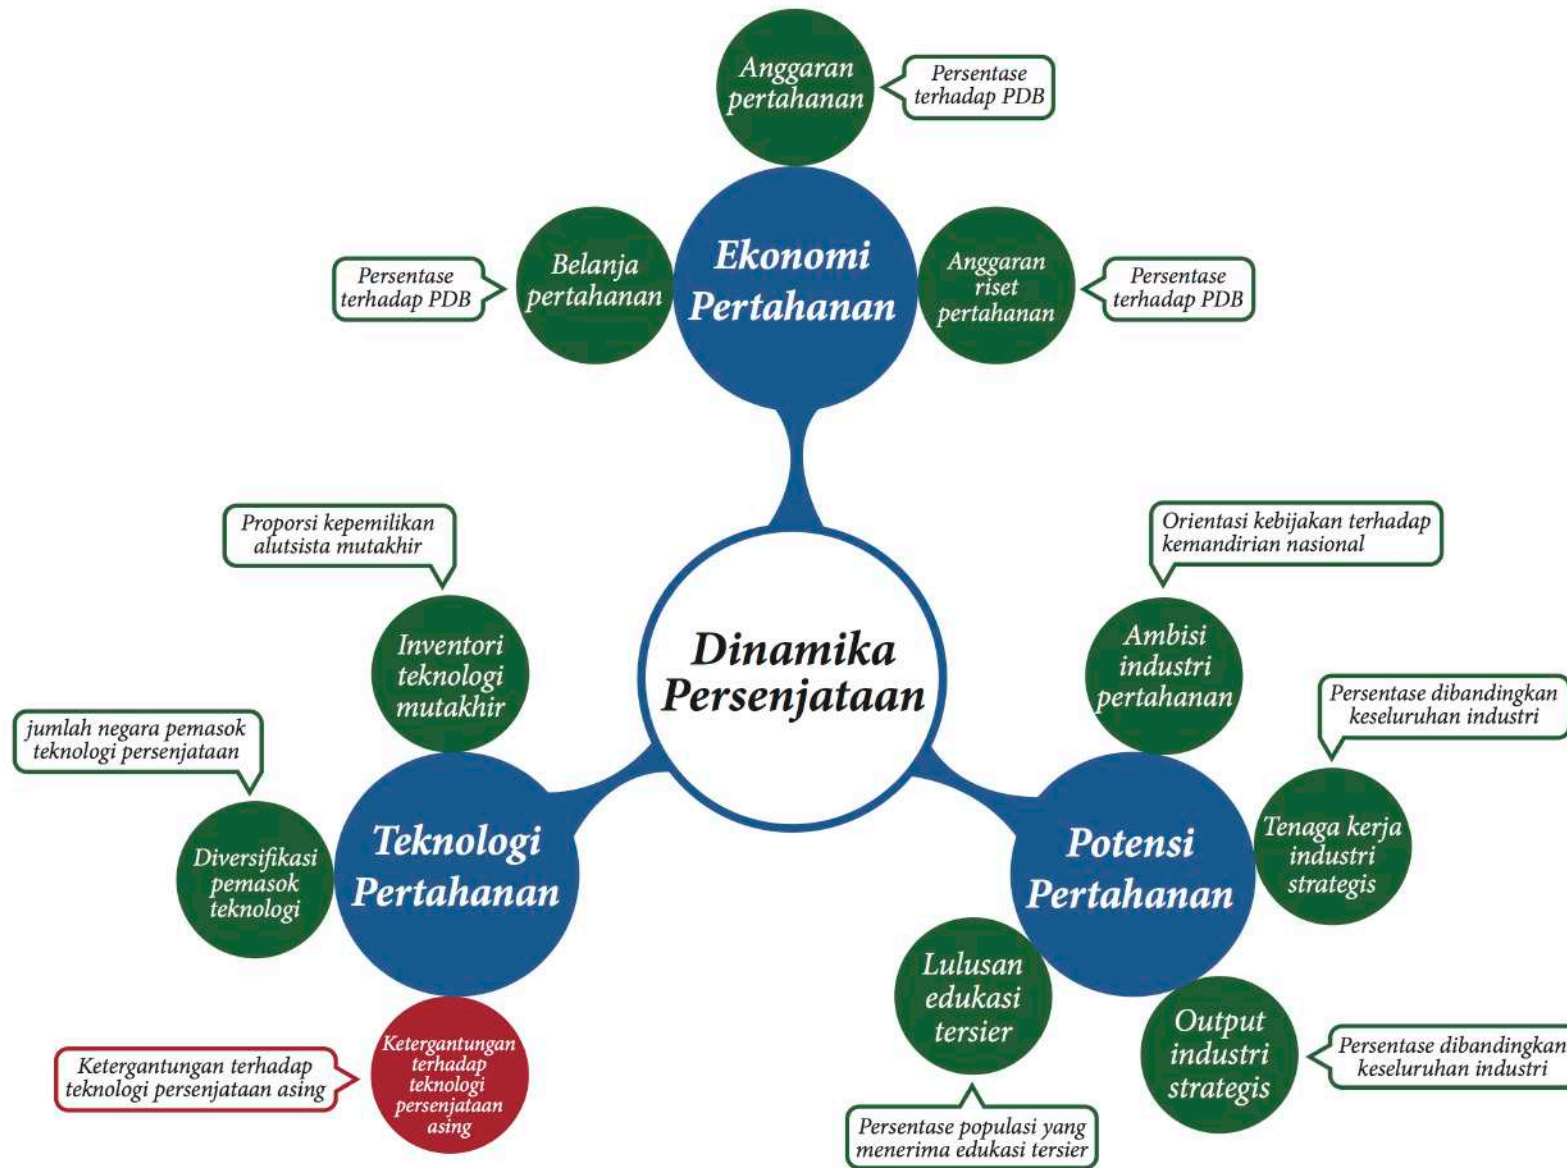 Anggaran
pertahanan
Persentase
terhadap PDB
Ekonomi
Pertahanan
Belanja
pertahanan
Persentase
terhadap PDB
Anggaran
riset
pertahanan
Persentase
terhadap PDB
Dinamika
Persenjataan
Proporsi kepemilikan
alutsista mutakhir
Inventori
teknologi
mutakhir
jumlah negara pemasok
teknologi persenjataan
Diversifikasi
pemasok
teknologi
Teknologi
Pertahanan
Ketergantungan terhadap
teknologi persenjataan asing
Ketergantungan
terhadap
teknologi
persenjataan
asing
Orientasi kebijakan terhadap
kemandirian nasional
Ambisi
industri
pertahanan
Persentase dibandingkan
keseluruhan industri
Tenaga kerja
industri
strategis
Potensi
Pertahanan
Lulusan
edukasi
tersier
Persentase populasi yang
menerima edukasi tersier
Output
industri
strategis
Persentase dibandingkan
keseluruhan industri